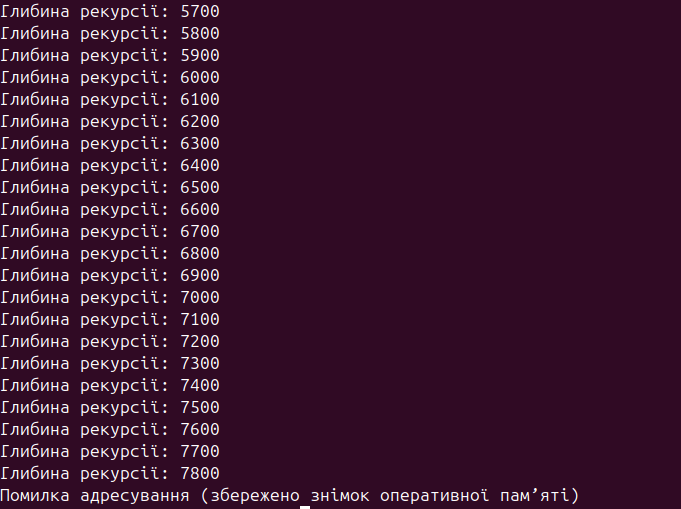 Глибина рекурсії: 5700
Глибина рекурсії: 5800
Глибина рекурсії: 5900
Глибина рекурсії: 6000
Глибина рекурсії: 6100
Глибина рекурсії: 6200
Глибина рекурсії: 6300
Глибина рекурсії: 6400
Глибина рекурсії: 6500
Глибина рекурсії: 6600
Глибина рекурсії: 6700
Глибина рекурсії: 6800
Глибина рекурсії: 6900
Глибина рекурсії: 7000
Глибина рекурсії: 7100
Глибина рекурсії: 7200
Глибина рекурсії: 7300
Глибина рекурсії: 7400
Глибина рекурсії: 7500
Глибина рекурсії: 7600
Глибина рекурсії: 7700
Глибина рекурсії: 7800
Помилка адресування (збережено знімок оперативної пам’яті)